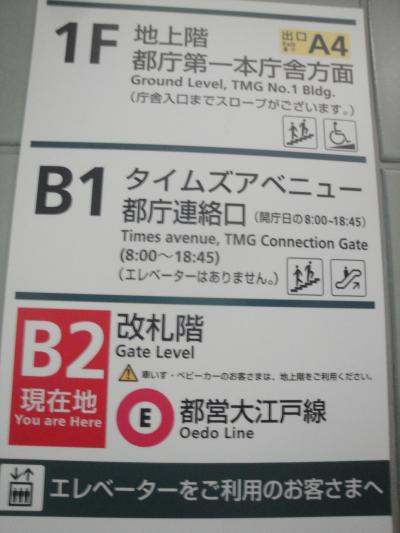 1F 地上階
出口
Exit
A4
都庁第一本庁舎方面
Ground Level, TMG No.1 Bldg.
(庁舎入口までスロープがございます。)
B1 タイムズアベニュー
都庁連絡口 (開庁日の8:00~18:45)
Times avenue, TMG Connection Gate
(8:00〜18:45)
(エレベーターはありません。)
B2 改札階
Gate Level
現在地
You are Here
車いす・ベビーカーのお客さまは、地上階をご利用ください。
E 都営大江戸線
Oedo Line
エレベーターをご利用のお客さまへ